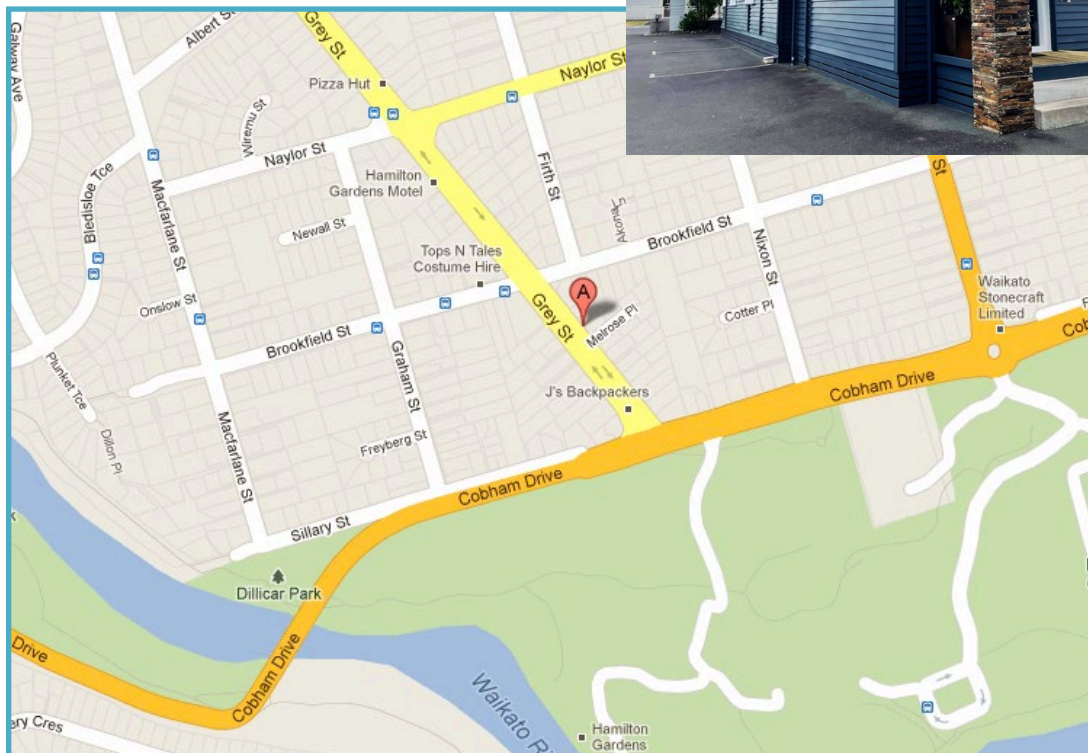 Galway Ave
Albert St
Grey St
Pizza Hut
Naylor St
Wiremu St
Naylor St
Firth St
St
Bledisloe Tce
Macfarlane St
Hamilton
Gardens Motel
Newall St
Akona
Brookfield St
Nixon St
Tops N Tales
Costume Hire
Onslow St
Grey St
A
Melrose Pl
Cotter Pl
Waikato
Stonecraft
Limited
Brookfield St
Graham St
Plunket Tce
Macfarlane St
J's Backpackers
Cobham Drive
Dillon Pl
Freyberg St
Cobham Drive
Sillary St
Dillicar Park
Drive
Cobham Drive
Waikato
Hamilton
Gardens